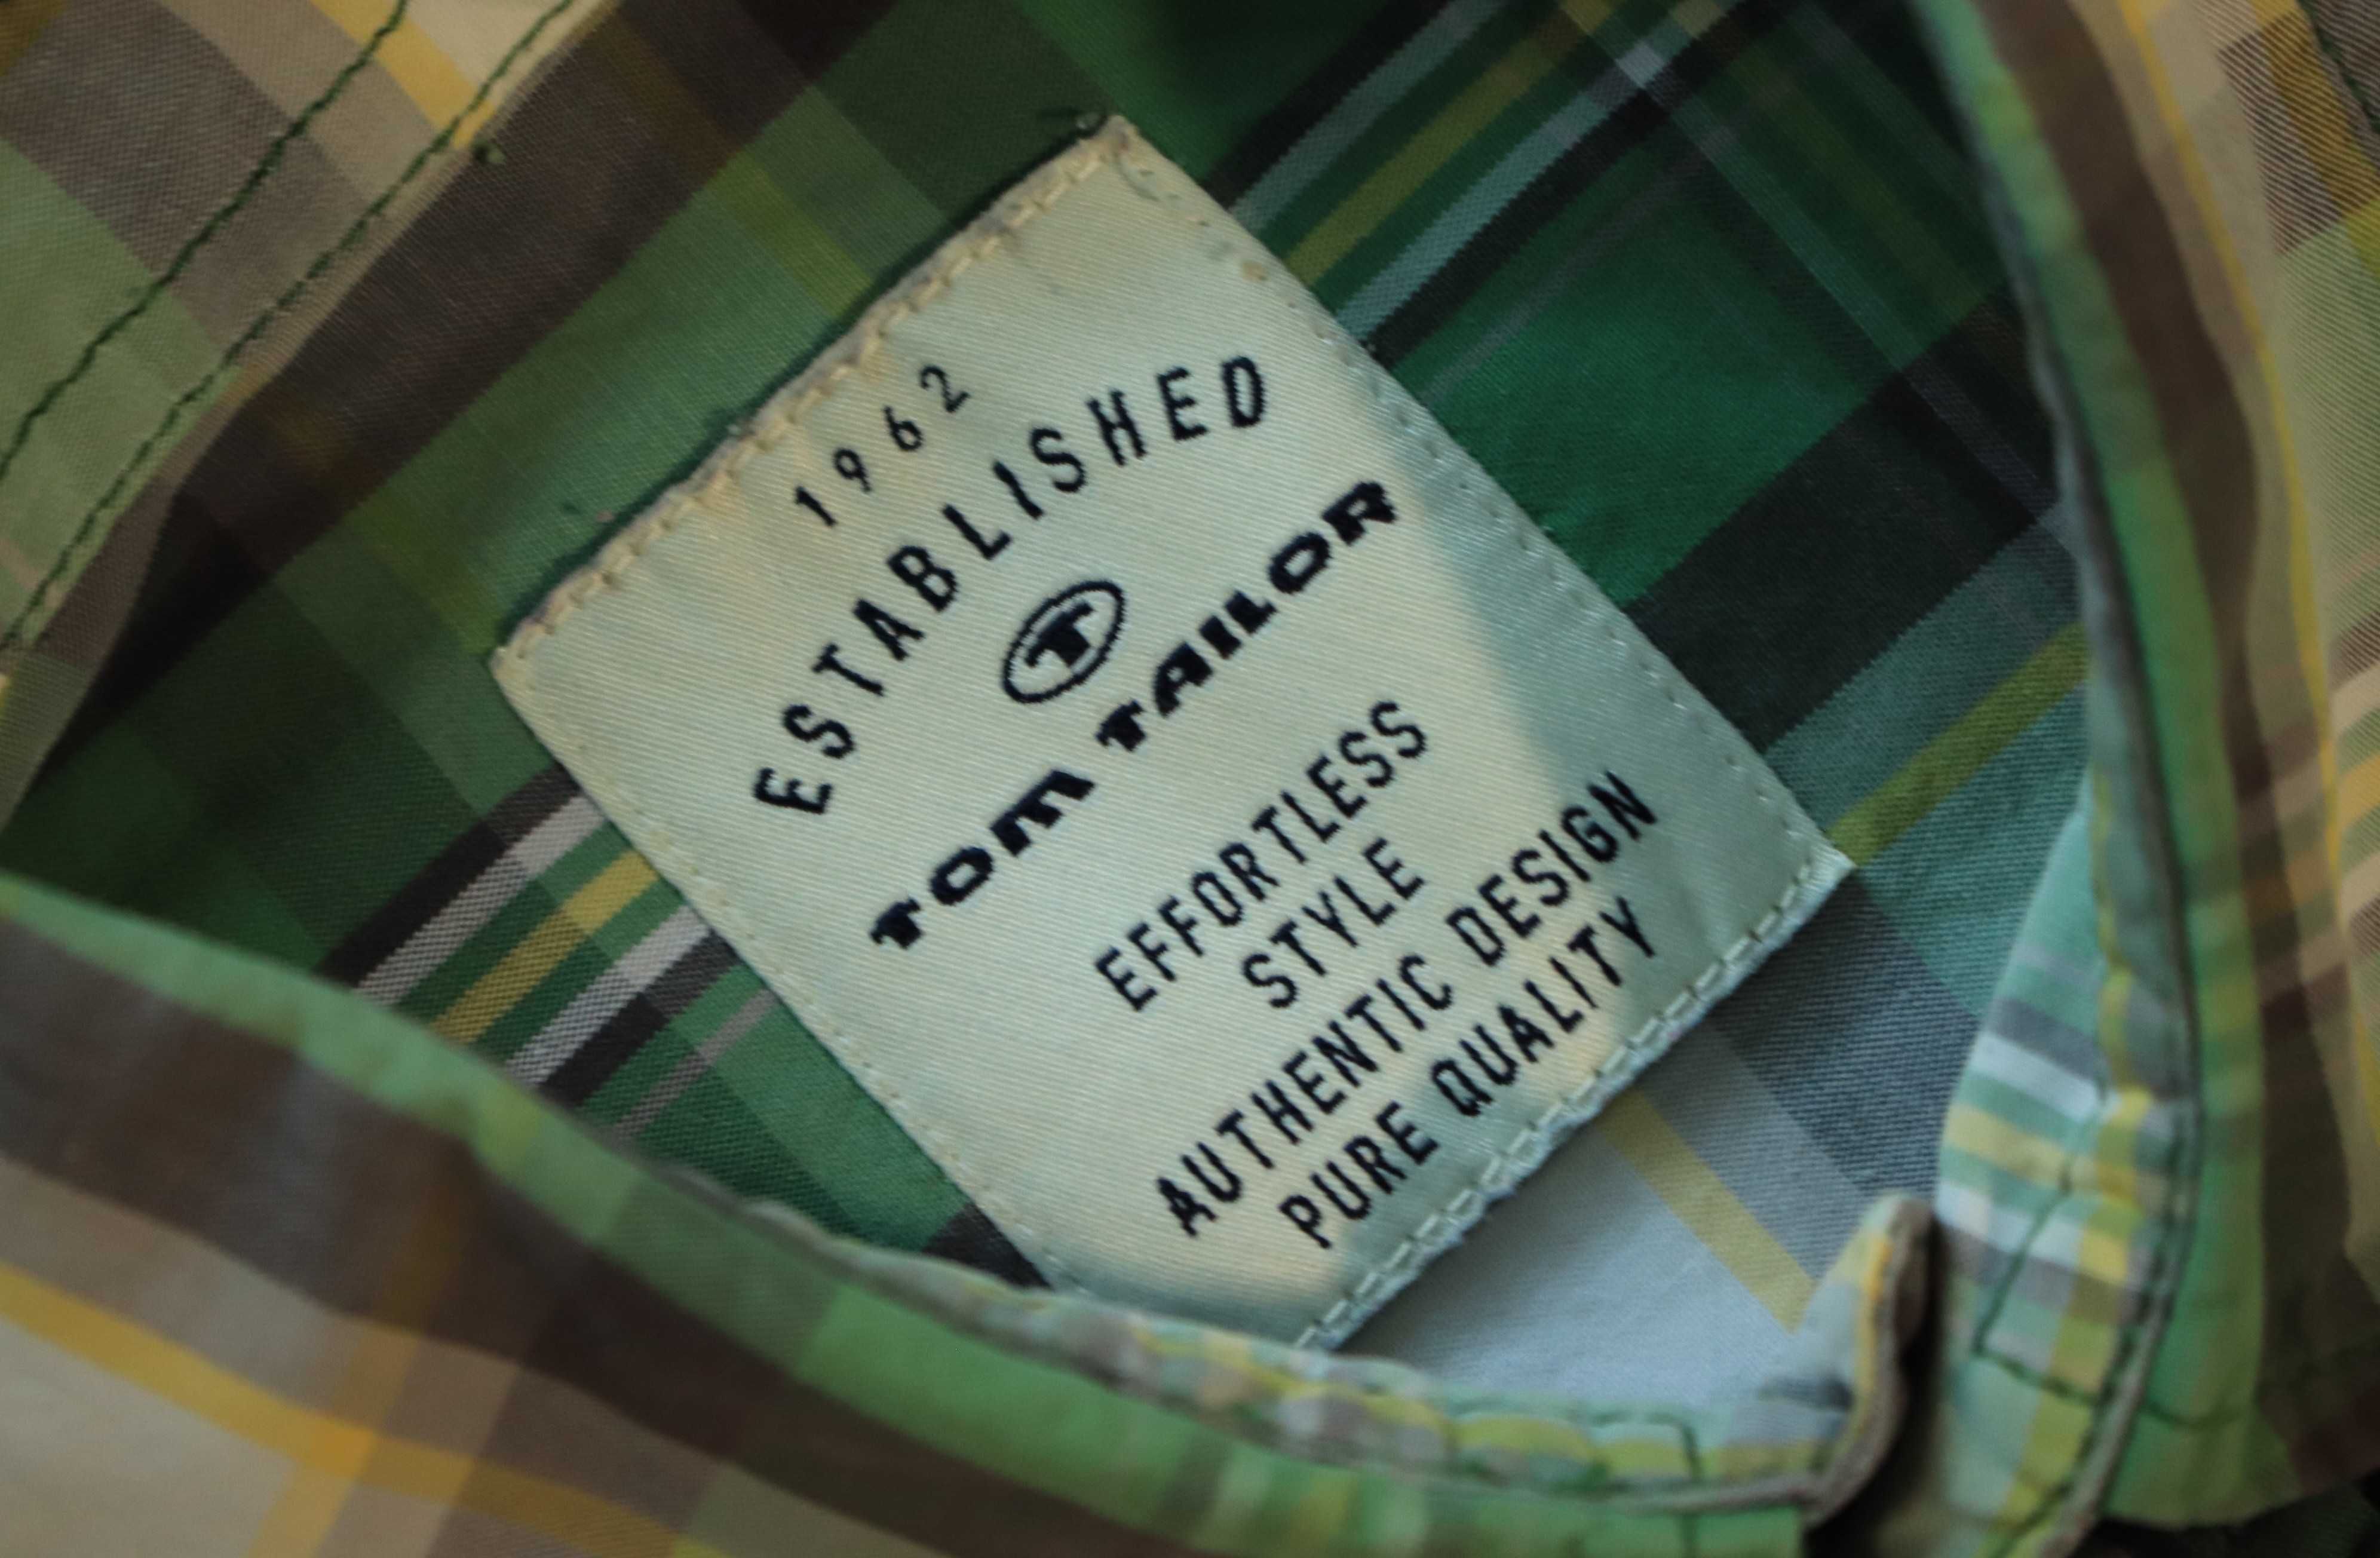 1962
ESTABLISHED
T
TOM TAILOR
EFFORTLESS
STYLE
AUTHENTIC DESIGN
PURE QUALITY